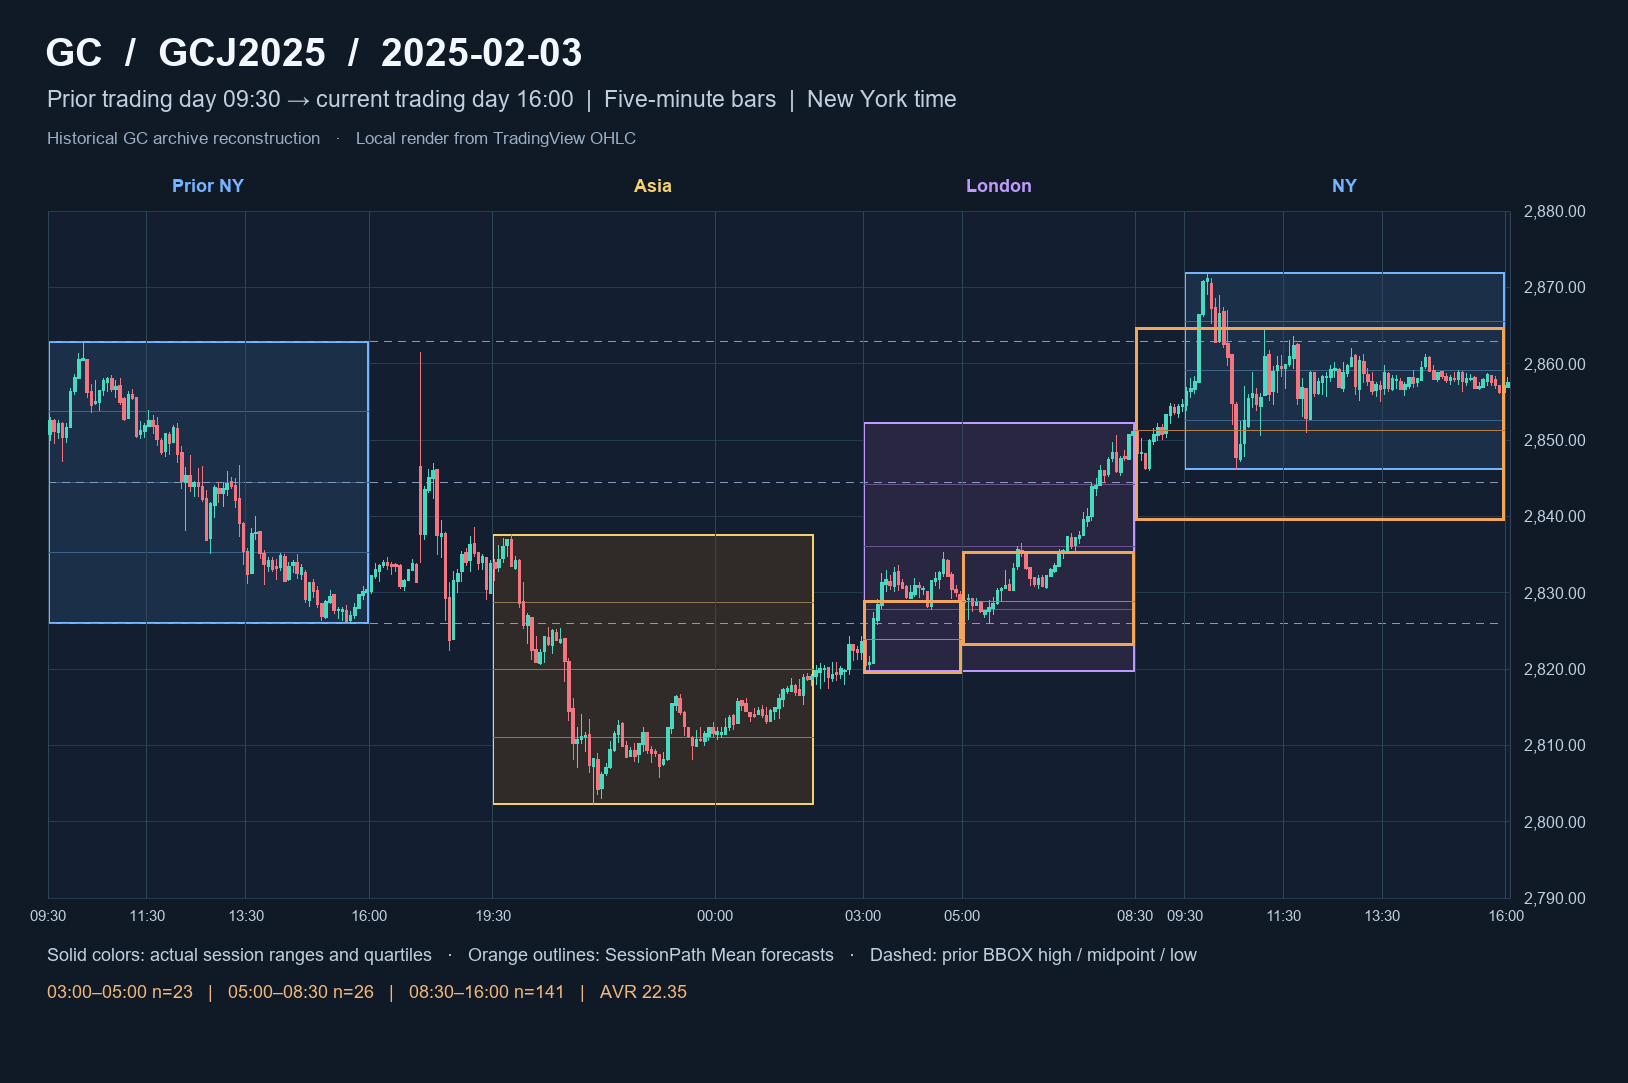 GC / GCJ2025 / 2025-02-03
Prior trading day 09:30 → current trading day 16:00 | Five-minute bars | New York time
Historical GC archive reconstruction · Local render from TradingView OHLC
Prior NY Asia London NY
2,880.00
2,870.00
2,860.00
2,850.00
2,840.00
2,830.00
2,820.00
2,810.00
2,800.00
2,790.00
09:30 11:30 13:30 16:00 19:30 00:00 03:00 05:00 08:30 09:30 11:30 13:30 16:00
Solid colors: actual session ranges and quartiles · Orange outlines: SessionPath Mean forecasts · Dashed: prior BBOX high / midpoint / low
03:00–05:00 n=23 | 05:00–08:30 n=26 | 08:30–16:00 n=141 | AVR 22.35